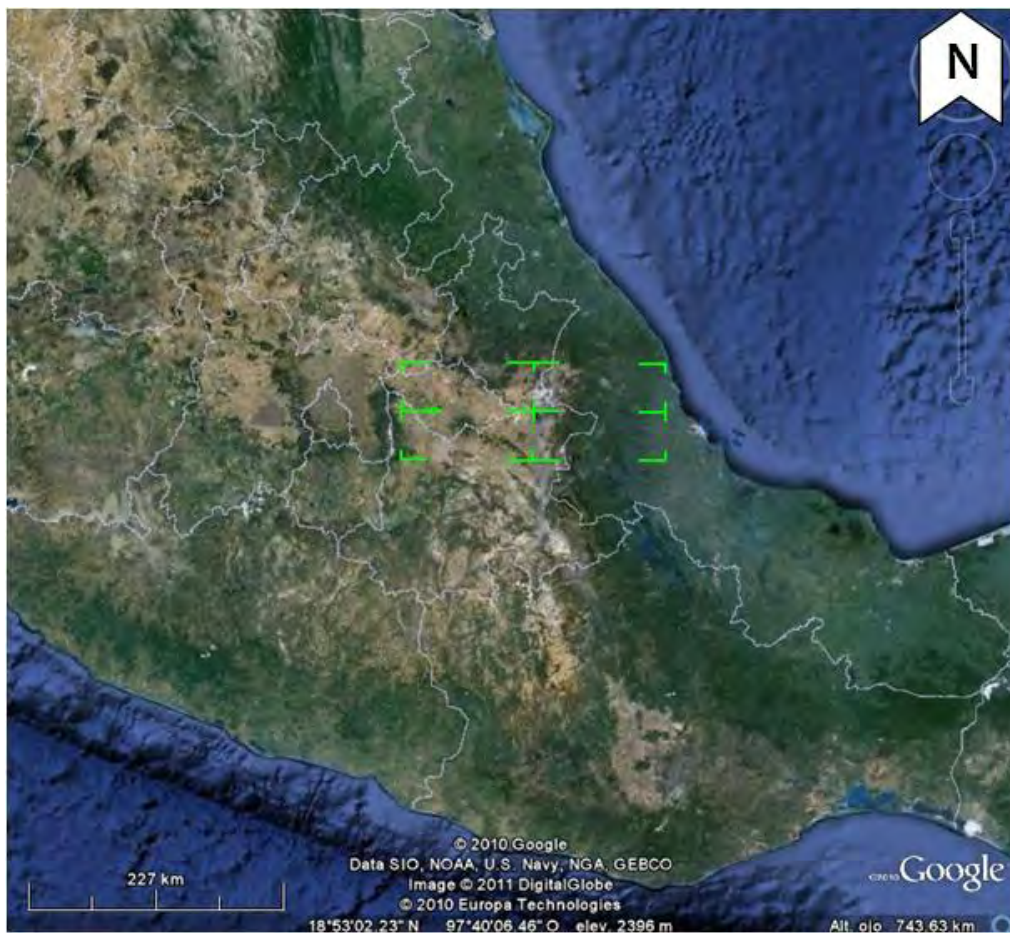 N
© 2010 Google
Data SIO, NOAA, U.S. Navy, NGA, GEBCO
Image © 2011 DigitalGlobe
© 2010 Europa Technologies
227 km
©2010 Google
18°53'02.23" N 97°40'06.46" O elev. 2396 m Alt. ojo 743.63 km